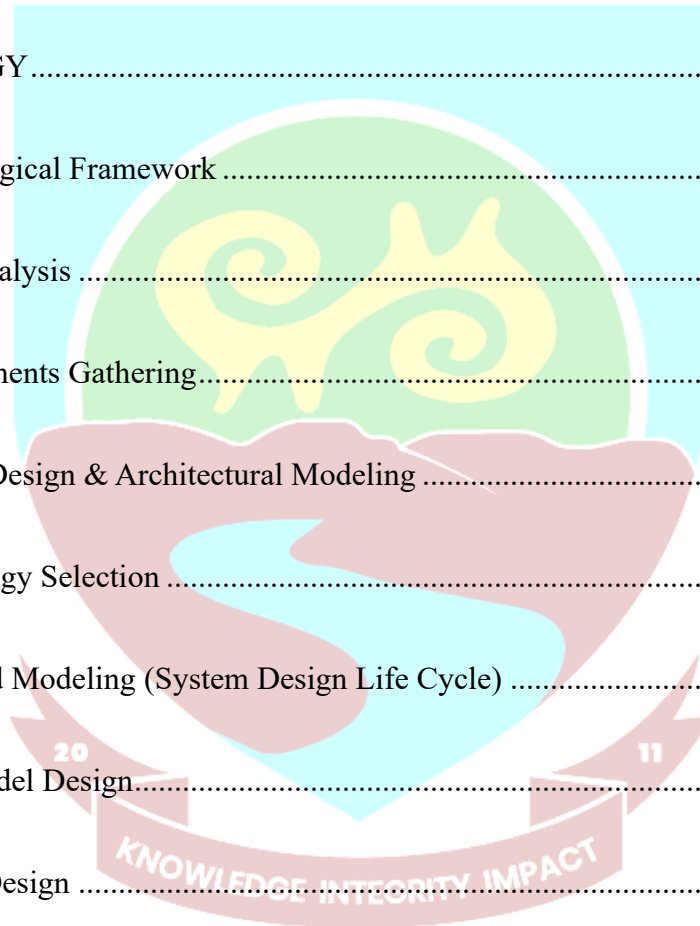 GY
gical Framework
alysis
ments Gathering
Design & Architectural Modeling
gy Selection
d Modeling (System Design Life Cycle)
20 11
del Design
KNOWLEDGE INTEGRITY IMPACT
Design